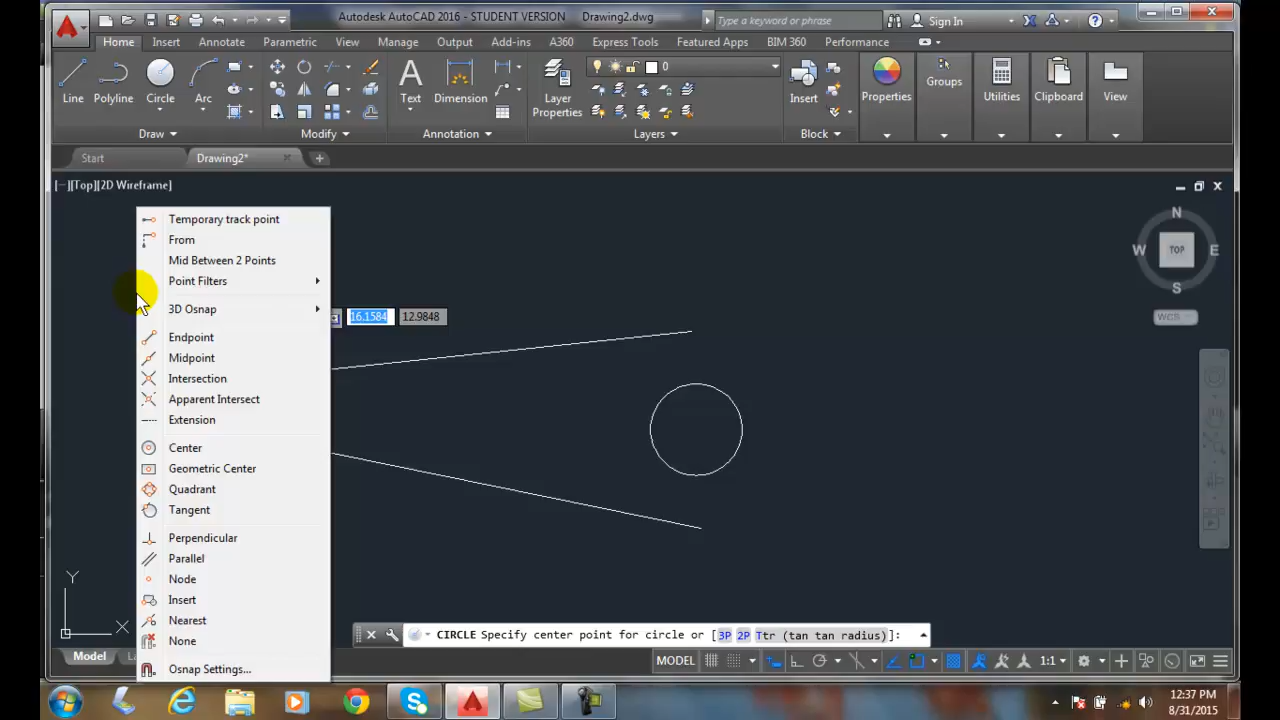 Autodesk AutoCAD 2016 - STUDENT VERSION Drawing2.dwg
Type a keyword or phrase
Sign In
Home Insert Annotate Parametric View Manage Output Add-ins A360 Express Tools Featured Apps BIM 360 Performance
0
Line Polyline Circle Arc Text Dimension Layer Properties Insert Properties Groups Utilities Clipboard View
Draw Modify Annotation Layers Block
Start Drawing2*
[−][Top][2D Wireframe]
N
W TOP E
S
WCS
Temporary track point
From
Mid Between 2 Points
Point Filters
3D Osnap
16.1584 12.9848
Endpoint
Midpoint
Intersection
Apparent Intersect
Extension
Center
Geometric Center
Quadrant
Tangent
Perpendicular
Parallel
Node
Insert
Nearest
None
Osnap Settings...
Y
X
CIRCLE Specify center point for circle or [3P 2P Ttr (tan tan radius)]:
Model
MODEL 1:1
12:37 PM
8/31/2015